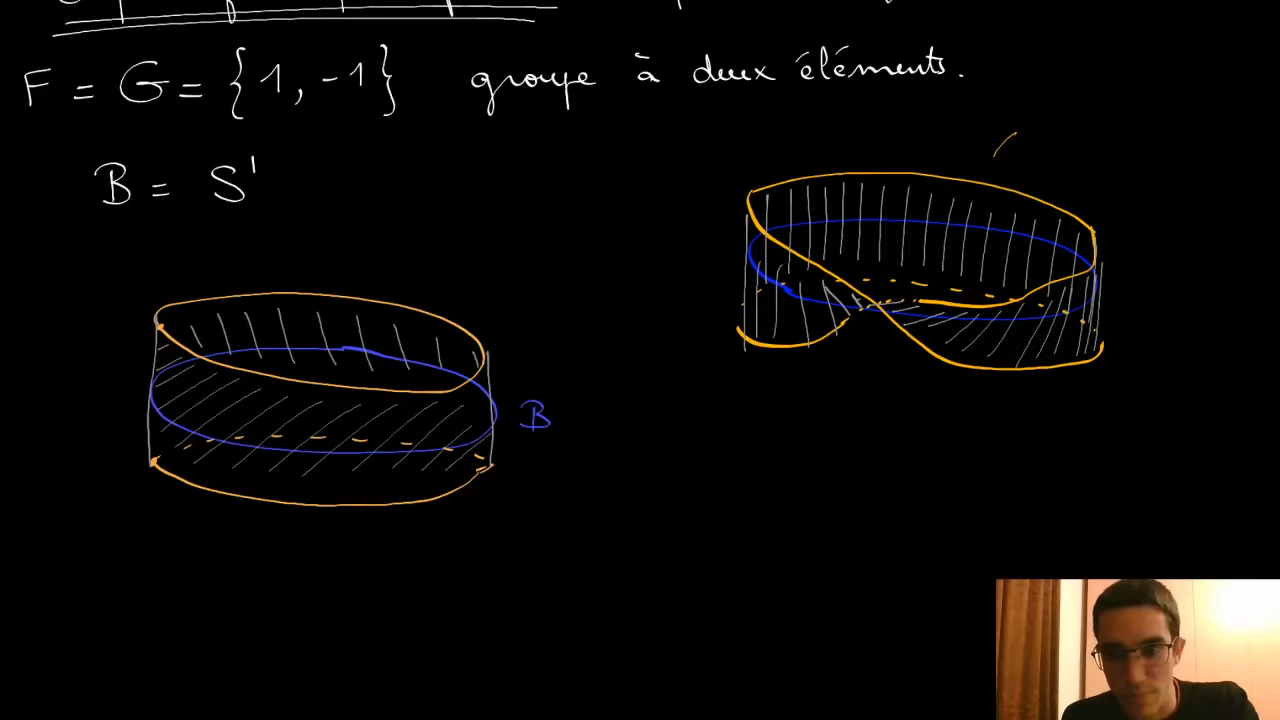 F = G = {1, -1} groupe à deux éléments.
B = S¹
B